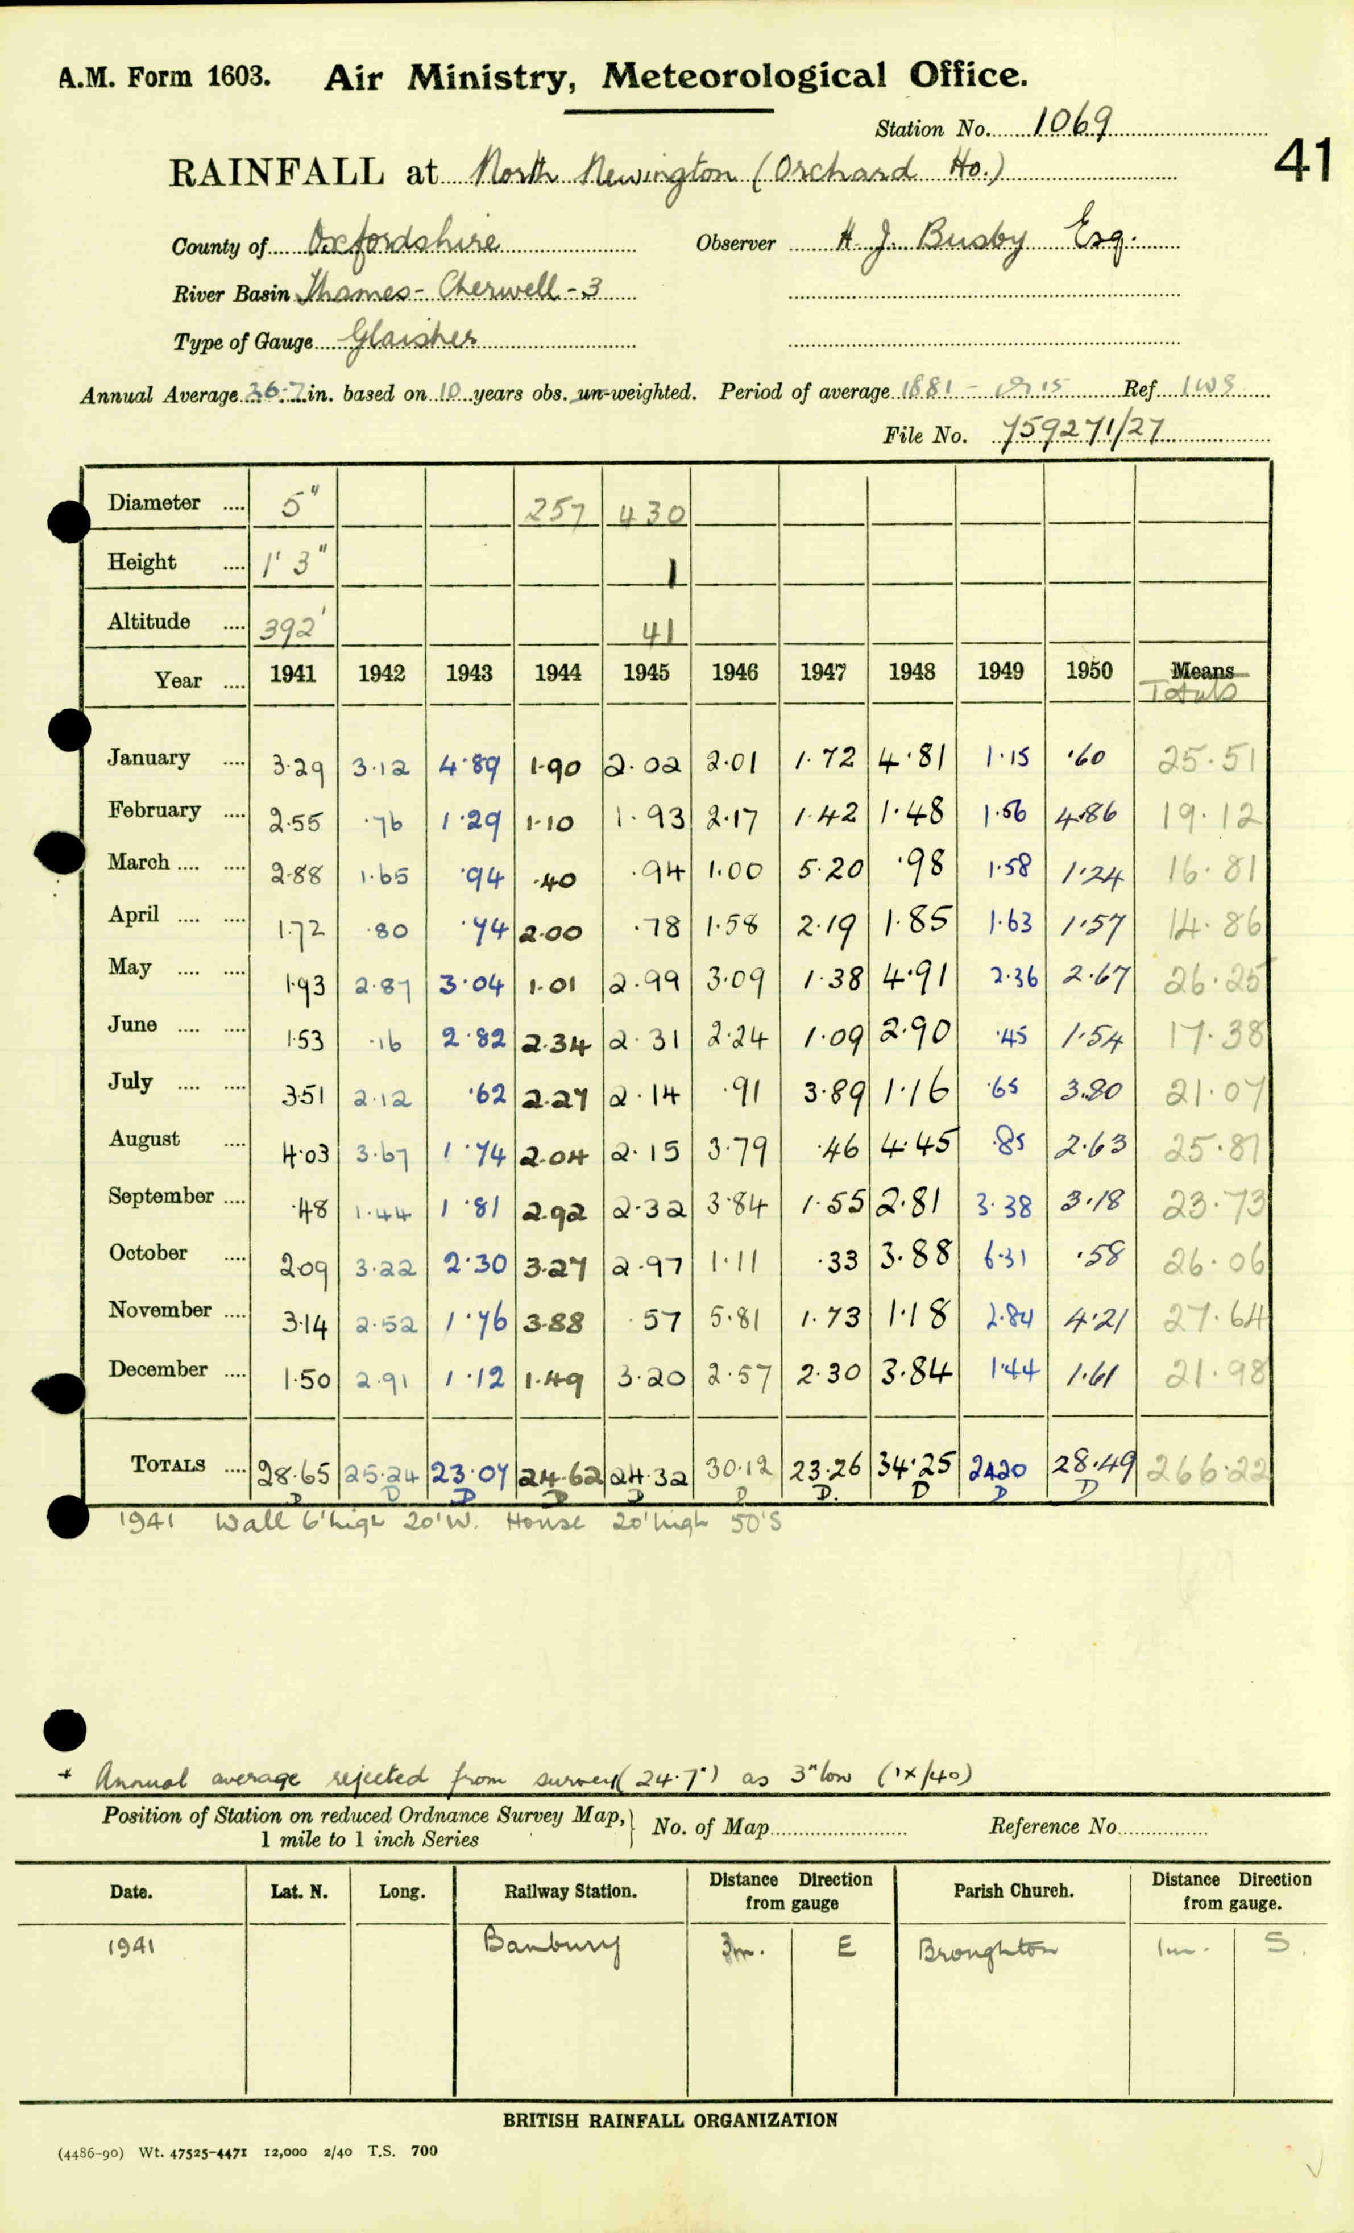 A.M. Form 1603. Air Ministry, Meteorological Office.
Station No. 1069
41
RAINFALL at North Newington (Orchard Ho.)
County of Oxfordshire Observer H. J. Busby Esq.
River Basin Thames - Cherwell - 3
Type of Gauge Glaisher
Annual Average 36.7 in. based on 10 years obs. un-weighted. Period of average 1881 - 1915 Ref.
File No. 759271/27
Diameter .... 5" 257 430
Height .... 1' 3" 1
Altitude .... 392' 41
Year .... 1941 1942 1943 1944 1945 1946 1947 1948 1949 1950 Means Totals
January .... 3.29 3.12 4.89 1.90 2.02 2.01 1.72 4.81 1.15 .60 25.51
February .... 2.55 .76 1.29 1.10 1.93 2.17 1.42 1.48 1.56 4.86 19.12
March .... .... 2.88 1.65 .94 .40 .94 1.00 5.20 .98 1.58 1.24 16.81
April .... .... 1.72 .80 .74 2.00 .78 1.58 2.19 1.85 1.63 1.57 14.86
May .... .... 1.93 2.87 3.04 1.01 2.99 3.09 1.38 4.91 2.36 2.67 26.25
June .... .... 1.53 .16 2.82 2.34 2.31 2.24 1.09 2.90 .45 1.54 17.38
July .... .... 3.51 2.12 .62 2.27 2.14 .91 3.89 1.16 .65 3.80 21.07
August .... 4.03 3.67 1.74 2.04 2.15 3.79 .46 4.45 .85 2.63 25.81
September .... .48 1.44 1.81 2.92 2.32 3.84 1.55 2.81 3.38 3.18 23.73
October .... 2.09 3.22 2.30 3.27 2.97 1.11 .33 3.88 6.31 .58 26.06
November .... 3.14 2.52 1.76 3.88 .57 5.81 1.73 1.18 2.84 4.21 27.64
December .... 1.50 2.91 1.12 1.49 3.20 2.57 2.30 3.84 1.44 1.61 21.98
TOTALS .... 28.65 25.24 23.07 24.62 24.32 30.12 23.26 34.25 24.20 28.49 266.22
D D D D D D D. D D D
1941 Wall 6' high 20' W. House 20' high 50' S
* Annual average rejected from survey (24.7") as 3" low (1x/40)
Position of Station on reduced Ordnance Survey Map, } No. of Map Reference No.
1 mile to 1 inch Series
Date. Lat. N. Long. Railway Station. Distance Direction from gauge Parish Church. Distance Direction from gauge.
1941 Banbury 3m. E Broughton 1m. S.
BRITISH RAINFALL ORGANIZATION
(4486-90) Wt. 47525-4471 12,000 2/40 T.S. 700